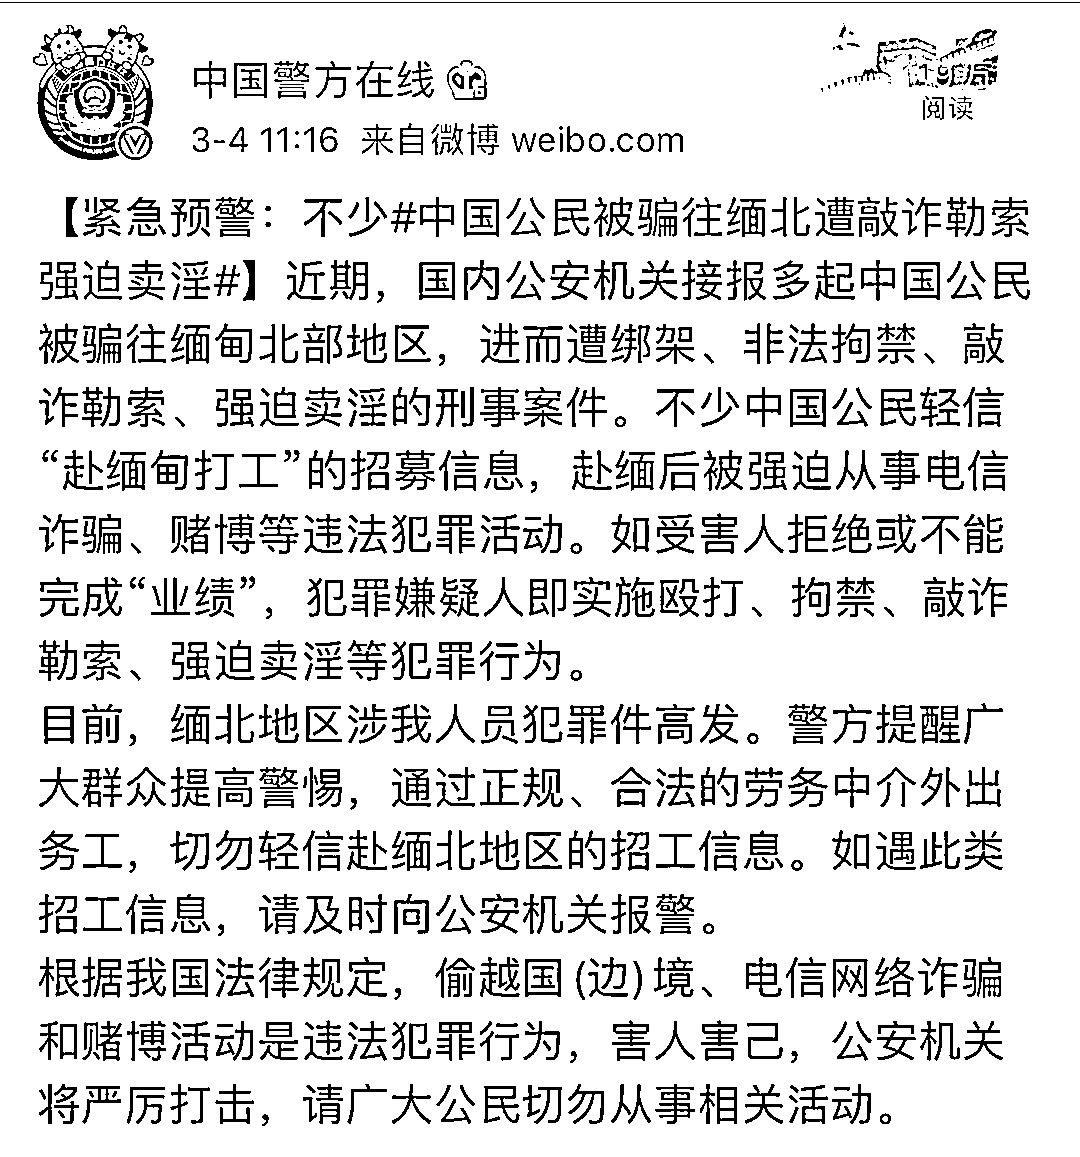 中国警方在线
3-4 11:16 来自微博 weibo.com
阅读
【紧急预警：不少#中国公民被骗往缅北遭敲诈勒索
强迫卖淫#】近期，国内公安机关接报多起中国公民
被骗往缅甸北部地区，进而遭绑架、非法拘禁、敲
诈勒索、强迫卖淫的刑事案件。不少中国公民轻信
“赴缅甸打工”的招募信息，赴缅后被强迫从事电信
诈骗、赌博等违法犯罪活动。如受害人拒绝或不能
完成“业绩”，犯罪嫌疑人即实施殴打、拘禁、敲诈
勒索、强迫卖淫等犯罪行为。
目前，缅北地区涉我人员犯罪件高发。警方提醒广
大群众提高警惕，通过正规、合法的劳务中介外出
务工，切勿轻信赴缅北地区的招工信息。如遇此类
招工信息，请及时向公安机关报警。
根据我国法律规定，偷越国(边)境、电信网络诈骗
和赌博活动是违法犯罪行为，害人害己，公安机关
将严厉打击，请广大公民切勿从事相关活动。